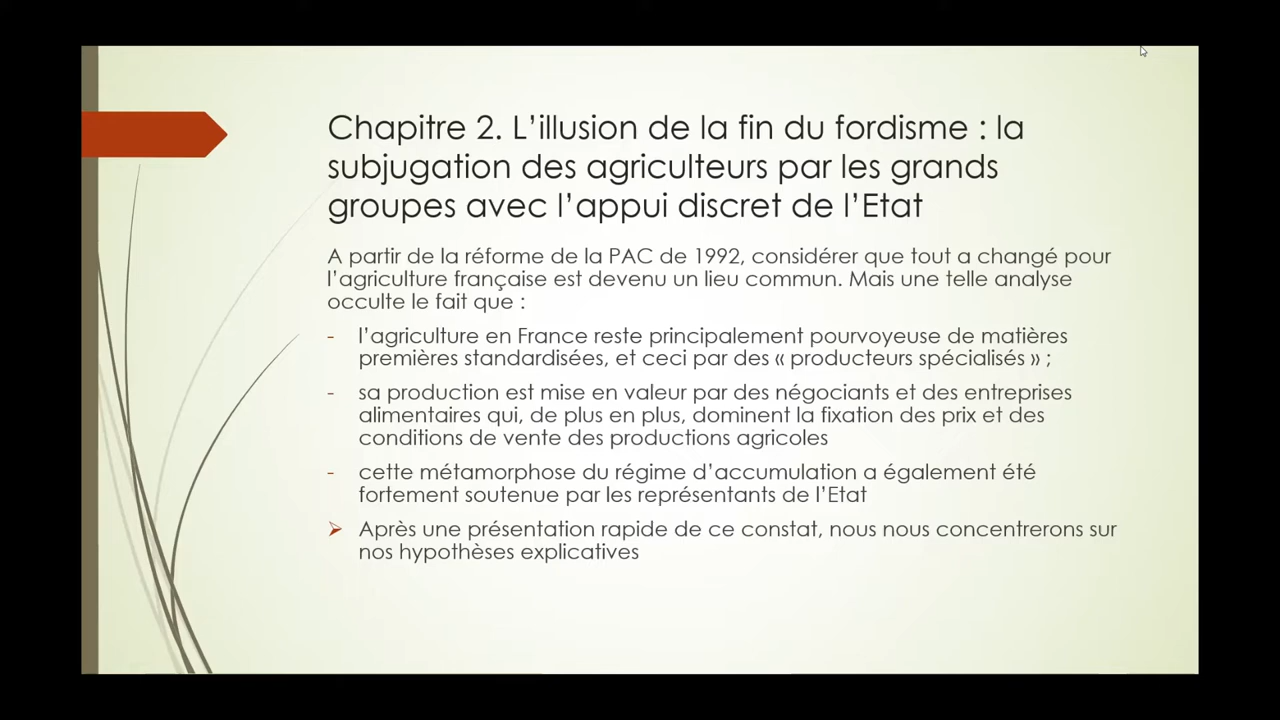 Chapitre 2. L’illusion de la fin du fordisme : la
subjugation des agriculteurs par les grands
groupes avec l’appui discret de l’Etat
A partir de la réforme de la PAC de 1992, considérer que tout a changé pour
l’agriculture française est devenu un lieu commun. Mais une telle analyse
occulte le fait que :
- l’agriculture en France reste principalement pourvoyeuse de matières
premières standardisées, et ceci par des « producteurs spécialisés » ;
- sa production est mise en valeur par des négociants et des entreprises
alimentaires qui, de plus en plus, dominent la fixation des prix et des
conditions de vente des productions agricoles
- cette métamorphose du régime d’accumulation a également été
fortement soutenue par les représentants de l’Etat
➢ Après une présentation rapide de ce constat, nous nous concentrerons sur
nos hypothèses explicatives